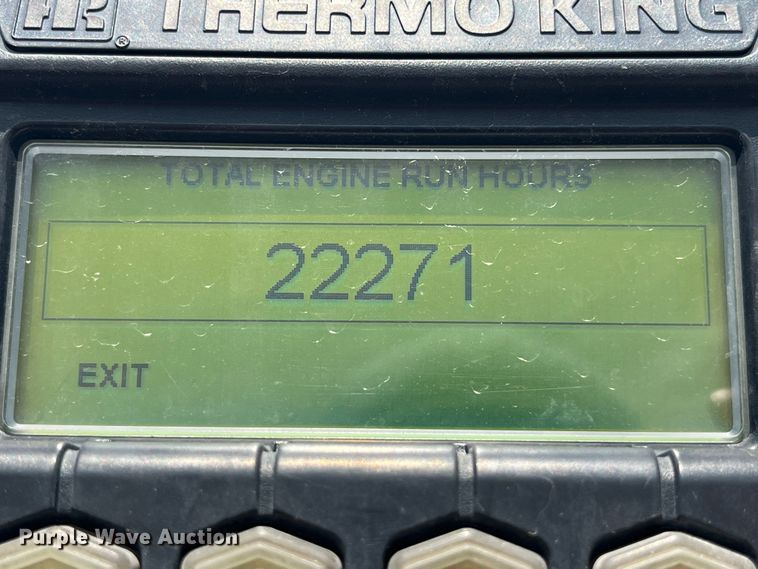 THERMO KING
®
TOTAL ENGINE RUN HOURS
22271
EXIT
Purple Wave Auction